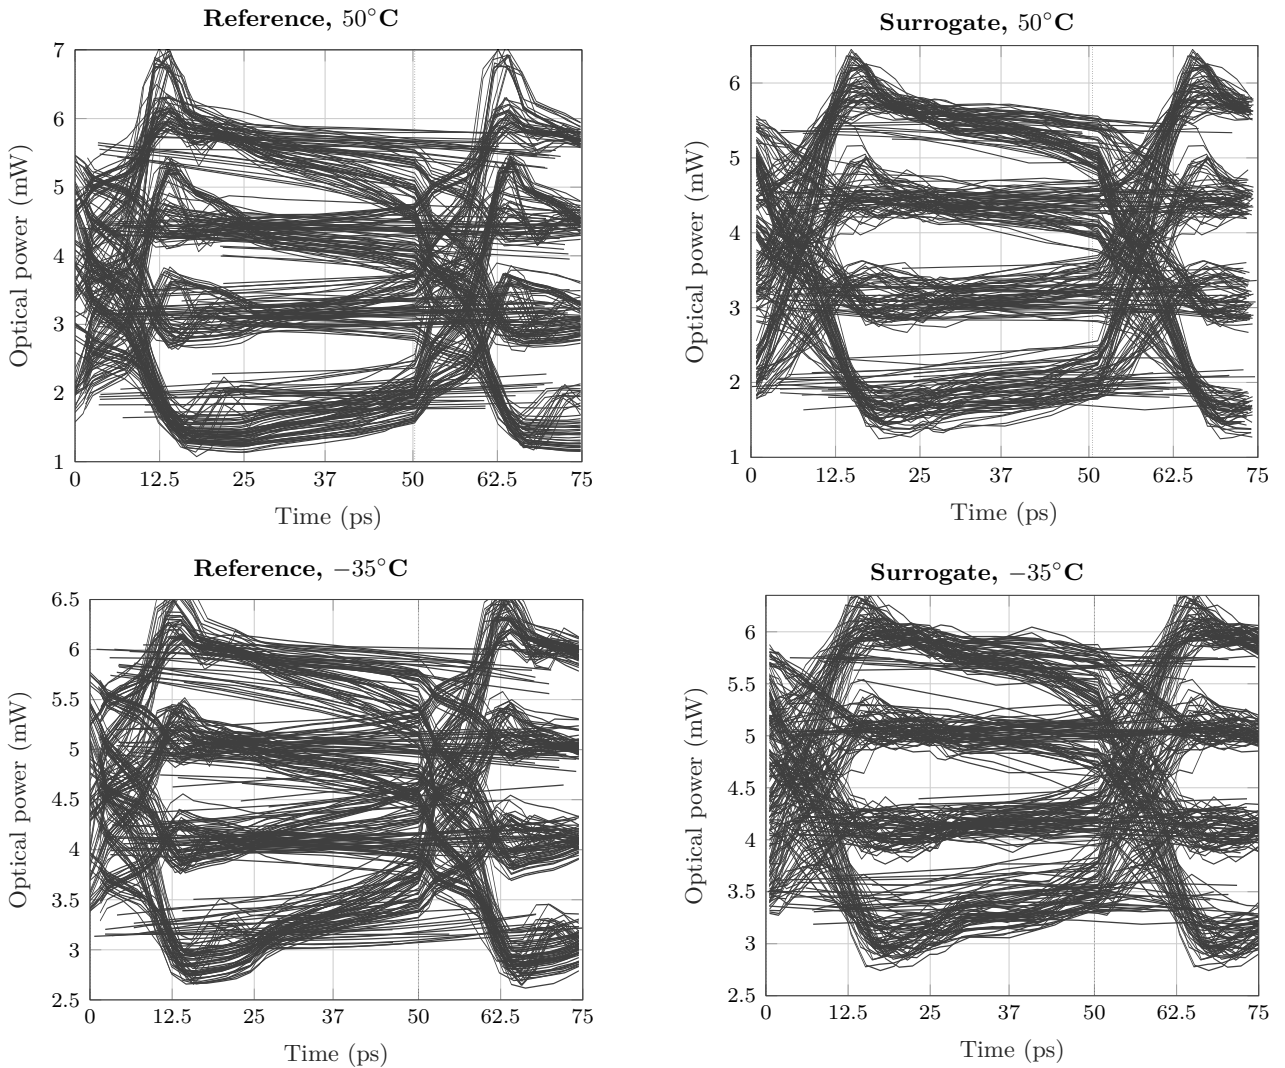 Reference, 50°C
7
6
5
4
3
2
1
0 12.5 25 37 50 62.5 75
Optical power (mW)
Time (ps)
Surrogate, 50°C
6
5
4
3
2
1
0 12.5 25 37 50 62.5 75
Optical power (mW)
Time (ps)
Reference, −35°C
6.5
6
5.5
5
4.5
4
3.5
3
2.5
0 12.5 25 37 50 62.5 75
Optical power (mW)
Time (ps)
Surrogate, −35°C
6
5.5
5
4.5
4
3.5
3
2.5
0 12.5 25 37 50 62.5 75
Optical power (mW)
Time (ps)